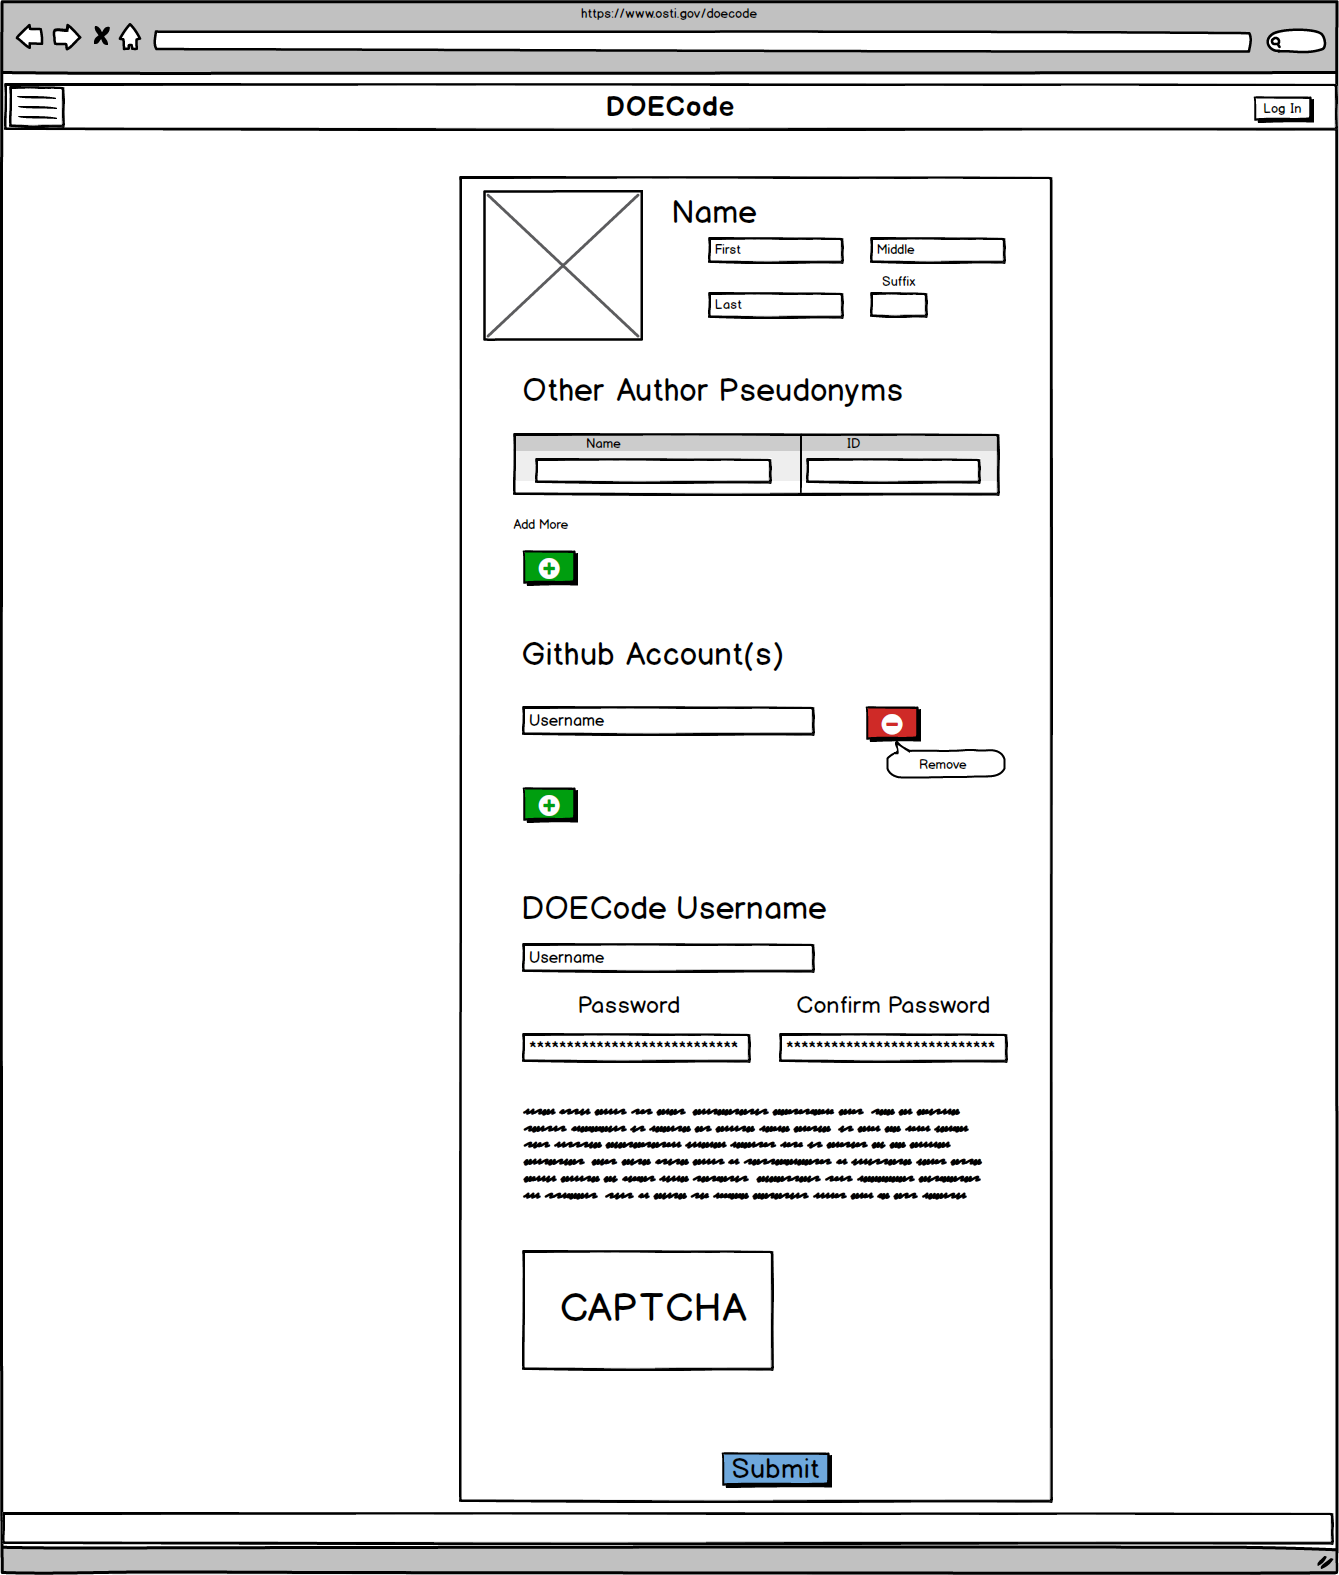 https://www.osti.gov/doecode
DOECode
Log In
Name
First
Middle
Suffix
Last
Other Author Pseudonyms
Name
ID
Add More
Github Account(s)
Username
Remove
DOECode Username
Username
Password
Confirm Password
****************************
****************************
CAPTCHA
Submit